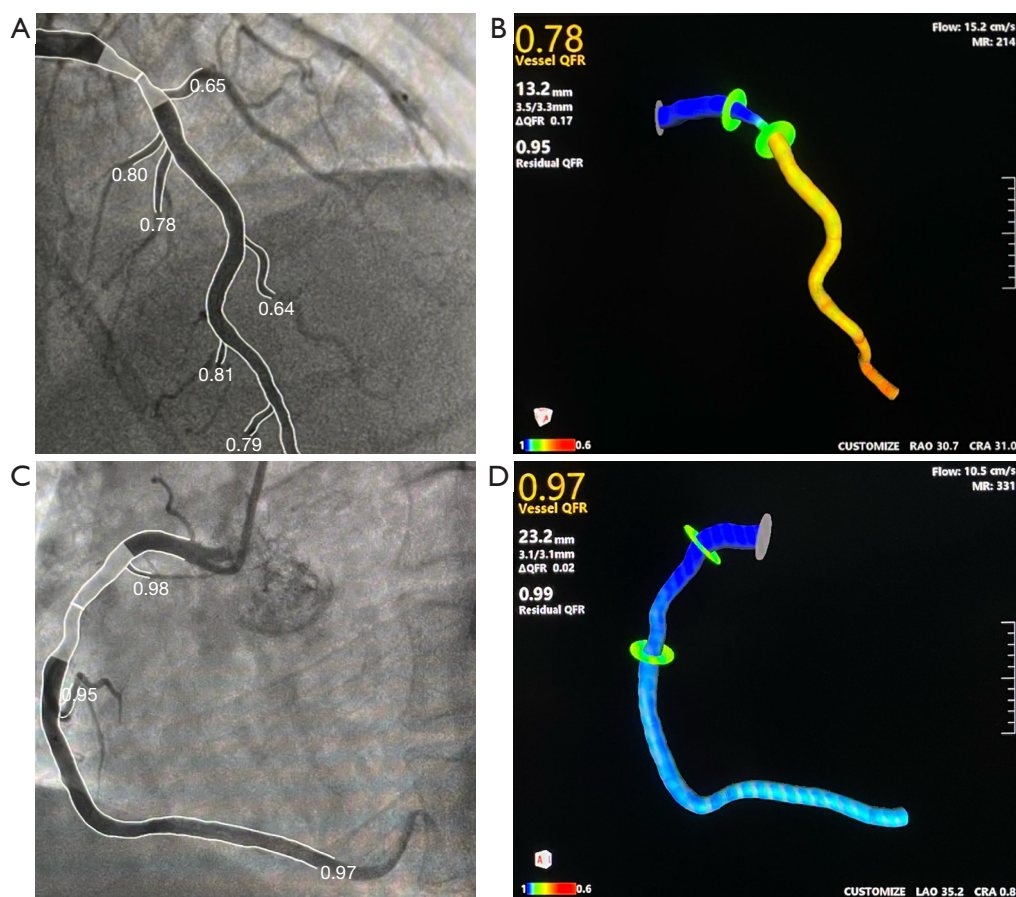 A
0.65
0.80
0.78
0.64
0.81
0.79
B
0.78
Vessel QFR
13.2 mm
3.5/3.3mm
ΔQFR 0.17
0.95
Residual QFR
Flow: 15.2 cm/s
MR: 214
A
1 0.6
CUSTOMIZE RAO 30.7 CRA 31.0
C
0.98
0.95
0.97
D
0.97
Vessel QFR
23.2 mm
3.1/3.1mm
ΔQFR 0.02
0.99
Residual QFR
Flow: 10.5 cm/s
MR: 331
A
1 0.6
CUSTOMIZE LAO 35.2 CRA 0.8